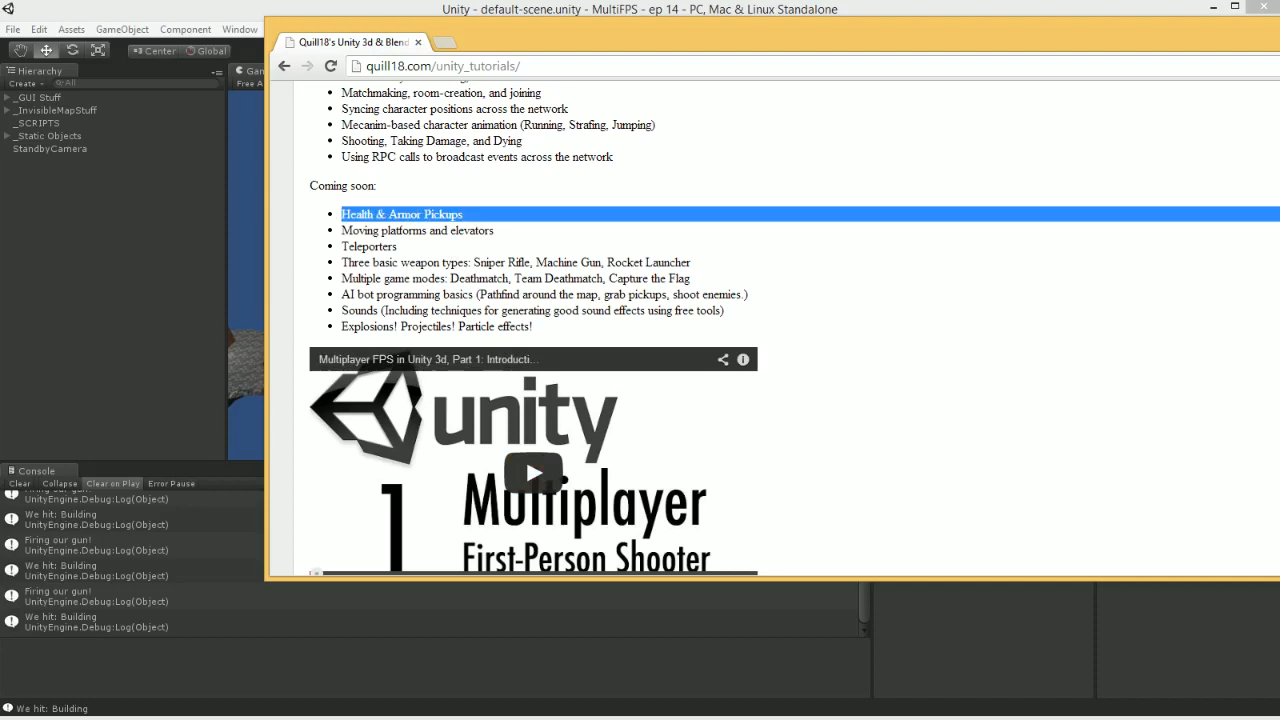 Unity - default-scene.unity - MultiFPS - ep 14 - PC, Mac & Linux Standalone
File Edit Assets GameObject Component Window
Quill18's Unity 3d & Blend
Center Global
quill18.com/unity_tutorials/
Hierarchy
Gam
Create All
Free A
_GUI Stuff
_InvisibleMapStuff
_SCRIPTS
_Static Objects
StandbyCamera
Matchmaking, room-creation, and joining
Syncing character positions across the network
Mecanim-based character animation (Running, Strafing, Jumping)
Shooting, Taking Damage, and Dying
Using RPC calls to broadcast events across the network
Coming soon:
Health & Armor Pickups
Moving platforms and elevators
Teleporters
Three basic weapon types: Sniper Rifle, Machine Gun, Rocket Launcher
Multiple game modes: Deathmatch, Team Deathmatch, Capture the Flag
AI bot programming basics (Pathfind around the map, grab pickups, shoot enemies.)
Sounds (Including techniques for generating good sound effects using free tools)
Explosions! Projectiles! Particle effects!
Multiplayer FPS in Unity 3d, Part 1: Introducti...
unity
1
Multiplayer
First-Person Shooter
Console
Clear Collapse Clear on Play Error Pause
Firing our gun!
UnityEngine.Debug:Log(Object)
We hit: Building
UnityEngine.Debug:Log(Object)
Firing our gun!
UnityEngine.Debug:Log(Object)
We hit: Building
UnityEngine.Debug:Log(Object)
Firing our gun!
UnityEngine.Debug:Log(Object)
We hit: Building
UnityEngine.Debug:Log(Object)
We hit: Building